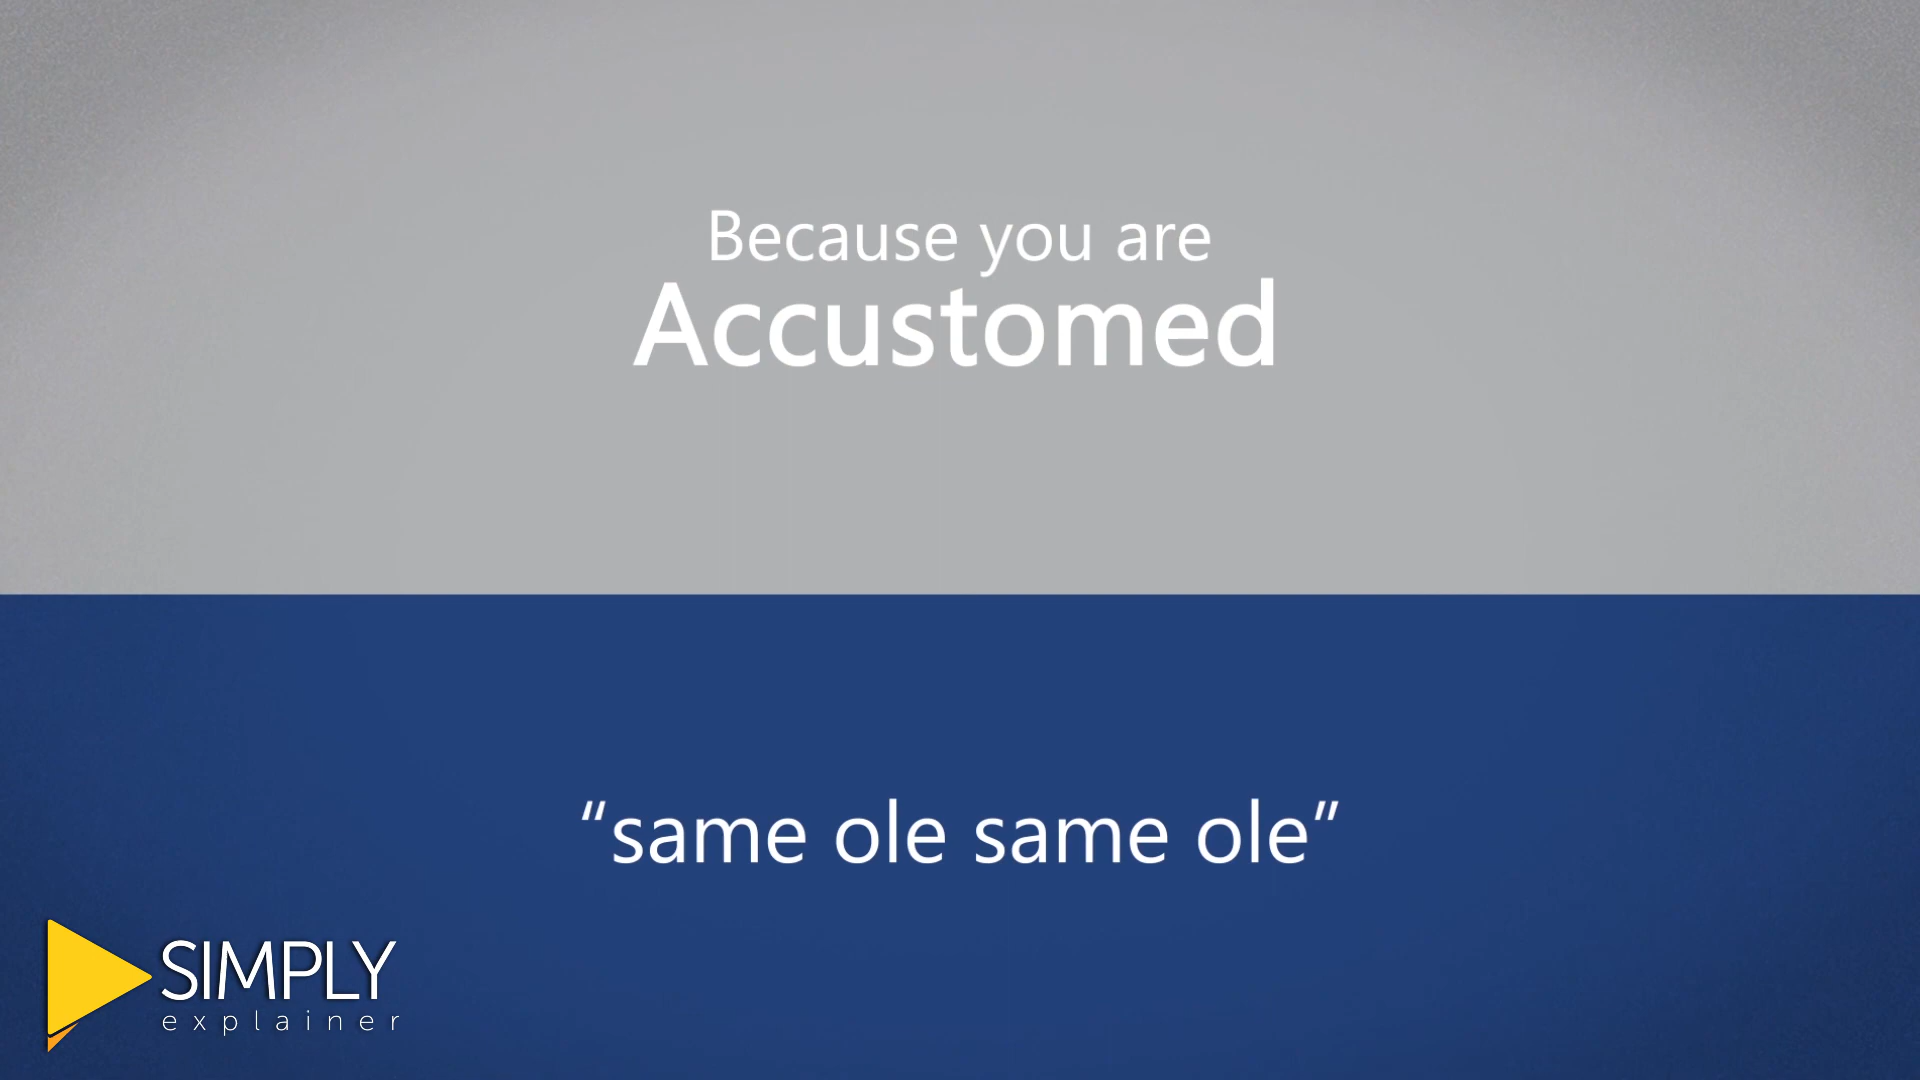 Because you are
Accustomed
“same ole same ole”
SIMPLY
explainer